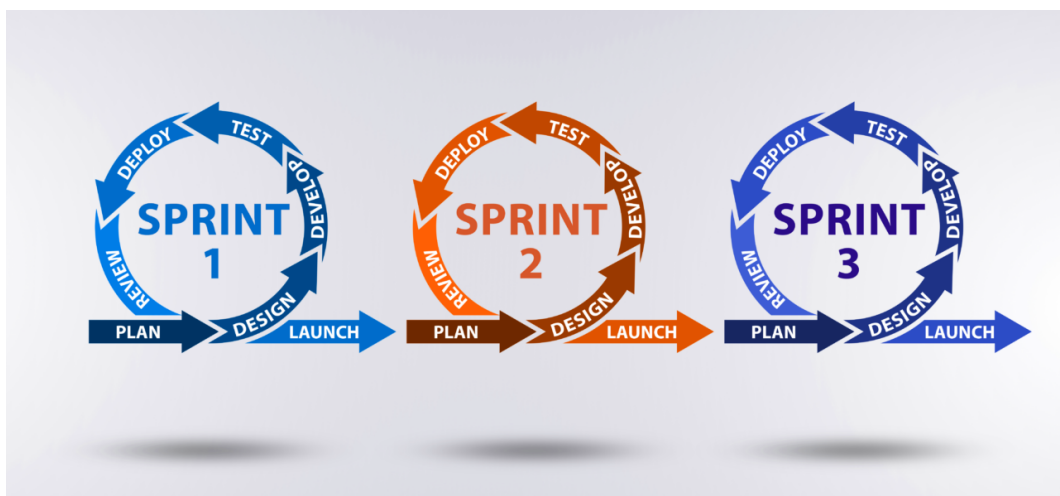 SPRINT
1
PLAN
DESIGN
DEVELOP
TEST
DEPLOY
REVIEW
LAUNCH
SPRINT
2
PLAN
DESIGN
DEVELOP
TEST
DEPLOY
REVIEW
LAUNCH
SPRINT
3
PLAN
DESIGN
DEVELOP
TEST
DEPLOY
REVIEW
LAUNCH